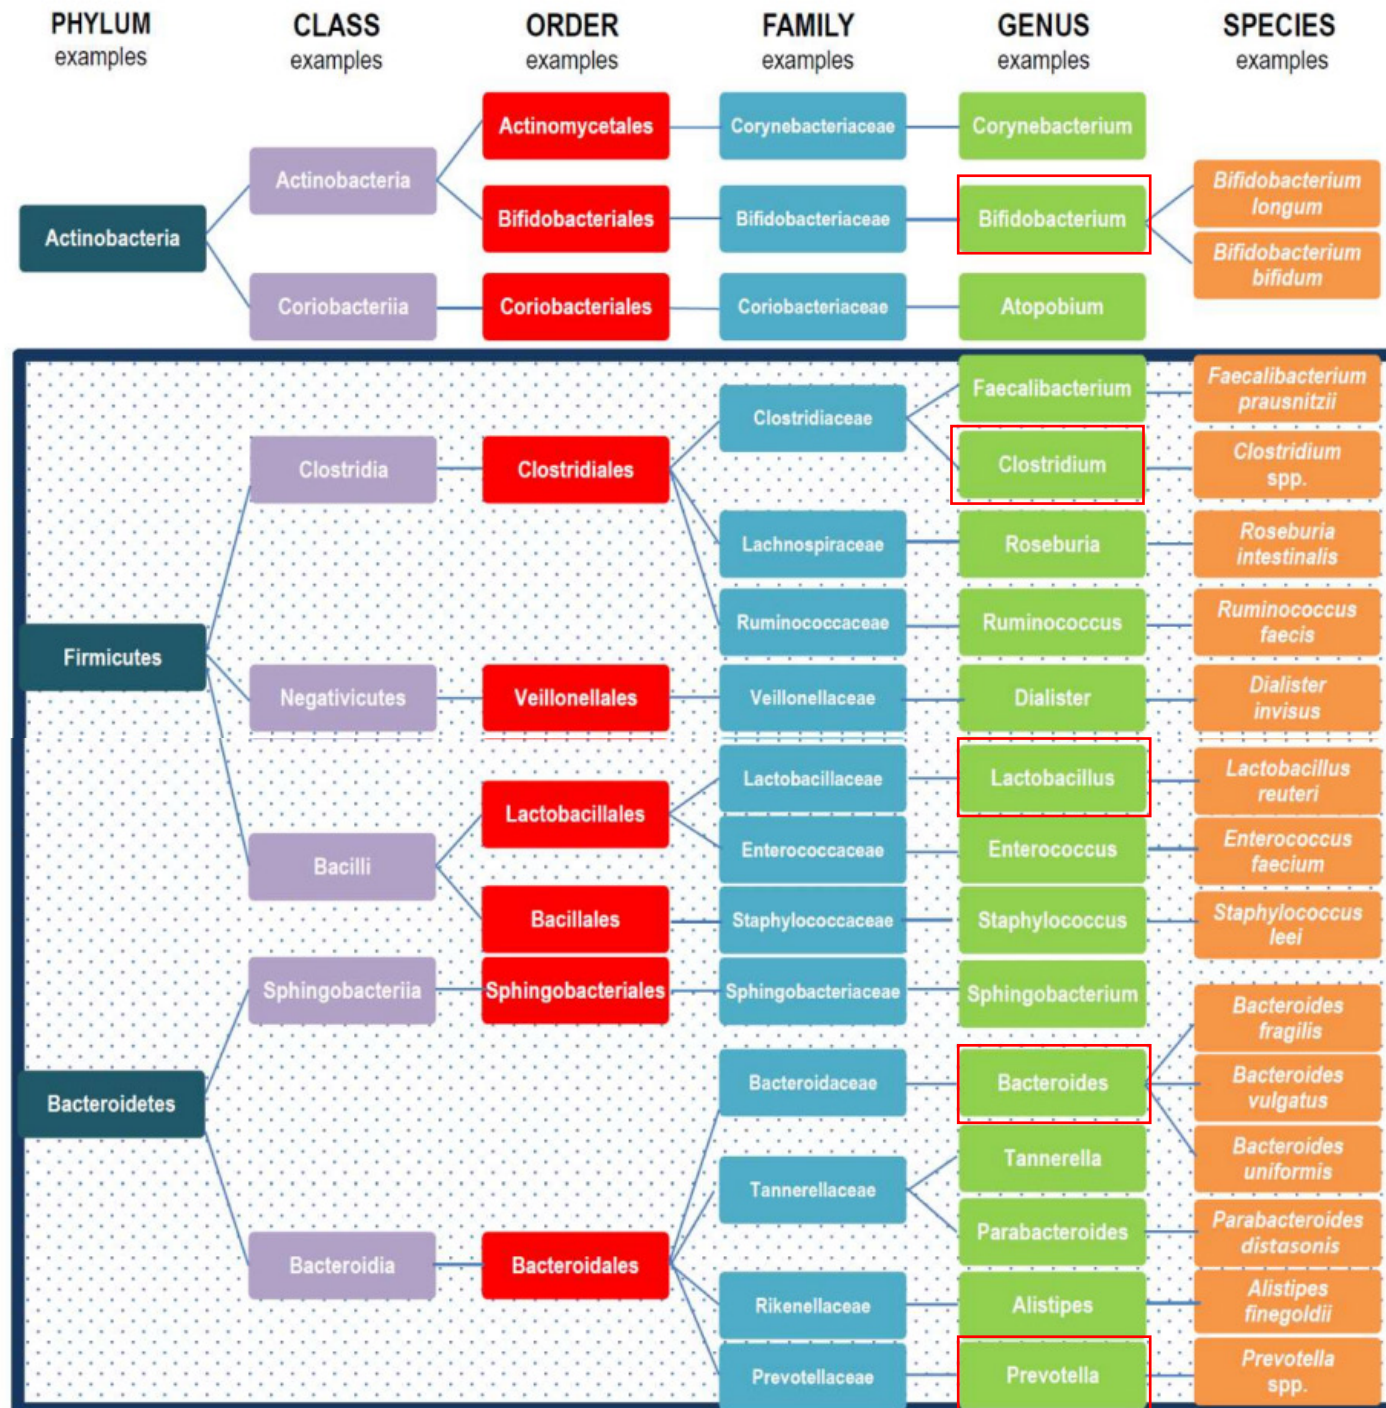 PHYLUM
examples
CLASS
examples
ORDER
examples
FAMILY
examples
GENUS
examples
SPECIES
examples
Actinobacteria
Actinobacteria
Actinomycetales
Corynebacteriaceae
Corynebacterium
Bifidobacteriales
Bifidobacteriaceae
Bifidobacterium
Bifidobacterium
longum
Bifidobacterium
bifidum
Coriobacteriia
Coriobacteriales
Coriobacteriaceae
Atopobium
Firmicutes
Clostridia
Clostridiales
Clostridiaceae
Faecalibacterium
Faecalibacterium
prausnitzii
Clostridium
Clostridium
spp.
Lachnospiraceae
Roseburia
Roseburia
intestinalis
Ruminococcaceae
Ruminococcus
Ruminococcus
faecis
Negativicutes
Veillonellales
Veillonellaceae
Dialister
Dialister
invisus
Bacilli
Lactobacillales
Lactobacillaceae
Lactobacillus
Lactobacillus
reuteri
Enterococcaceae
Enterococcus
Enterococcus
faecium
Bacillales
Staphylococcaceae
Staphylococcus
Staphylococcus
leei
Bacteroidetes
Sphingobacteriia
Sphingobacteriales
Sphingobacteriaceae
Sphingobacterium
Bacteroidia
Bacteroidales
Bacteroidaceae
Bacteroides
Bacteroides
fragilis
Bacteroides
vulgatus
Bacteroides
uniformis
Tannerellaceae
Tannerella
Parabacteroides
Parabacteroides
distasonis
Rikenellaceae
Alistipes
Alistipes
finegoldii
Prevotellaceae
Prevotella
Prevotella
spp.